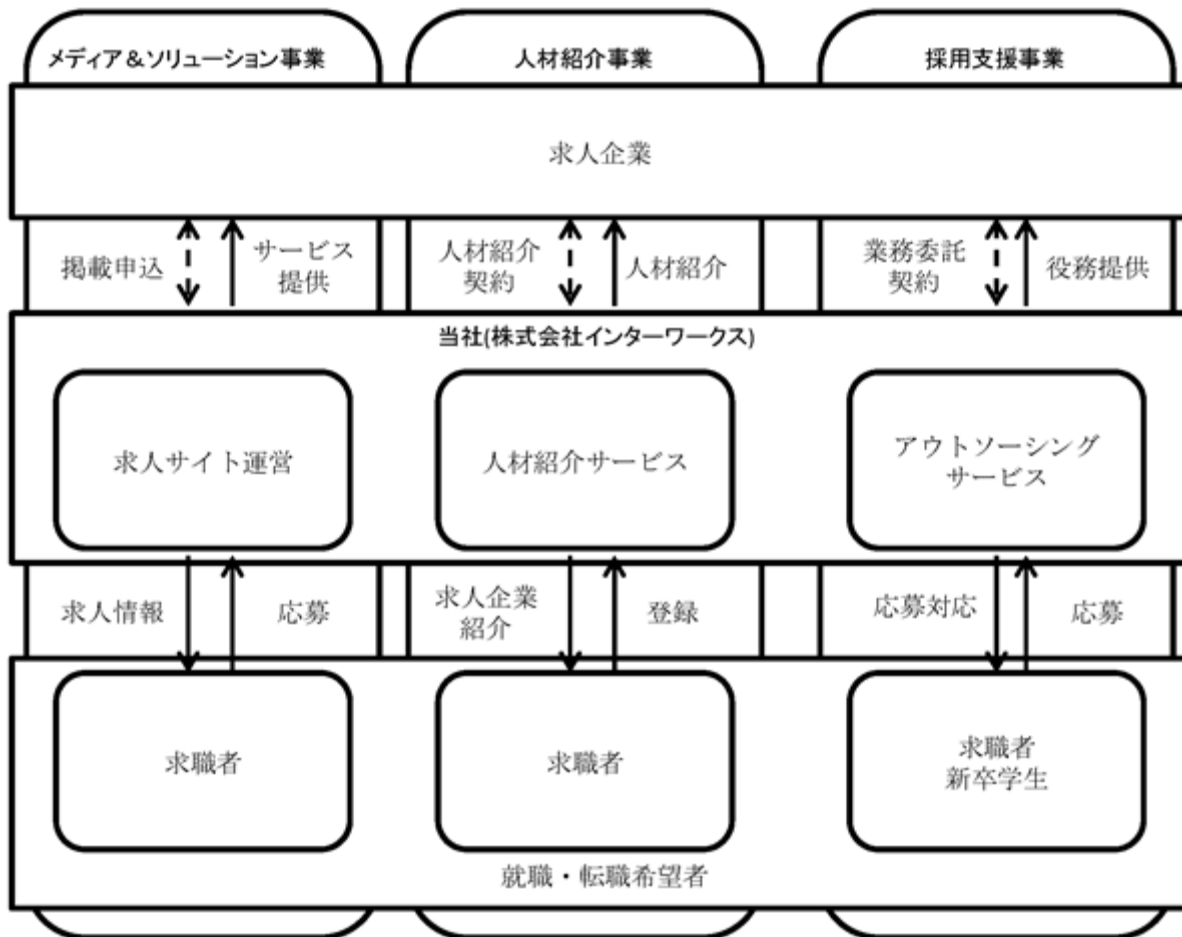 メディア＆ソリューション事業
人材紹介事業
採用支援事業
求人企業
掲載申込
サービス
提供
人材紹介
契約
人材紹介
業務委託
契約
役務提供
当社(株式会社インターワークス)
求人サイト運営
人材紹介サービス
アウトソーシング
サービス
求人情報
応募
求人企業
紹介
登録
応募対応
応募
求職者
求職者
求職者
新卒学生
就職・転職希望者